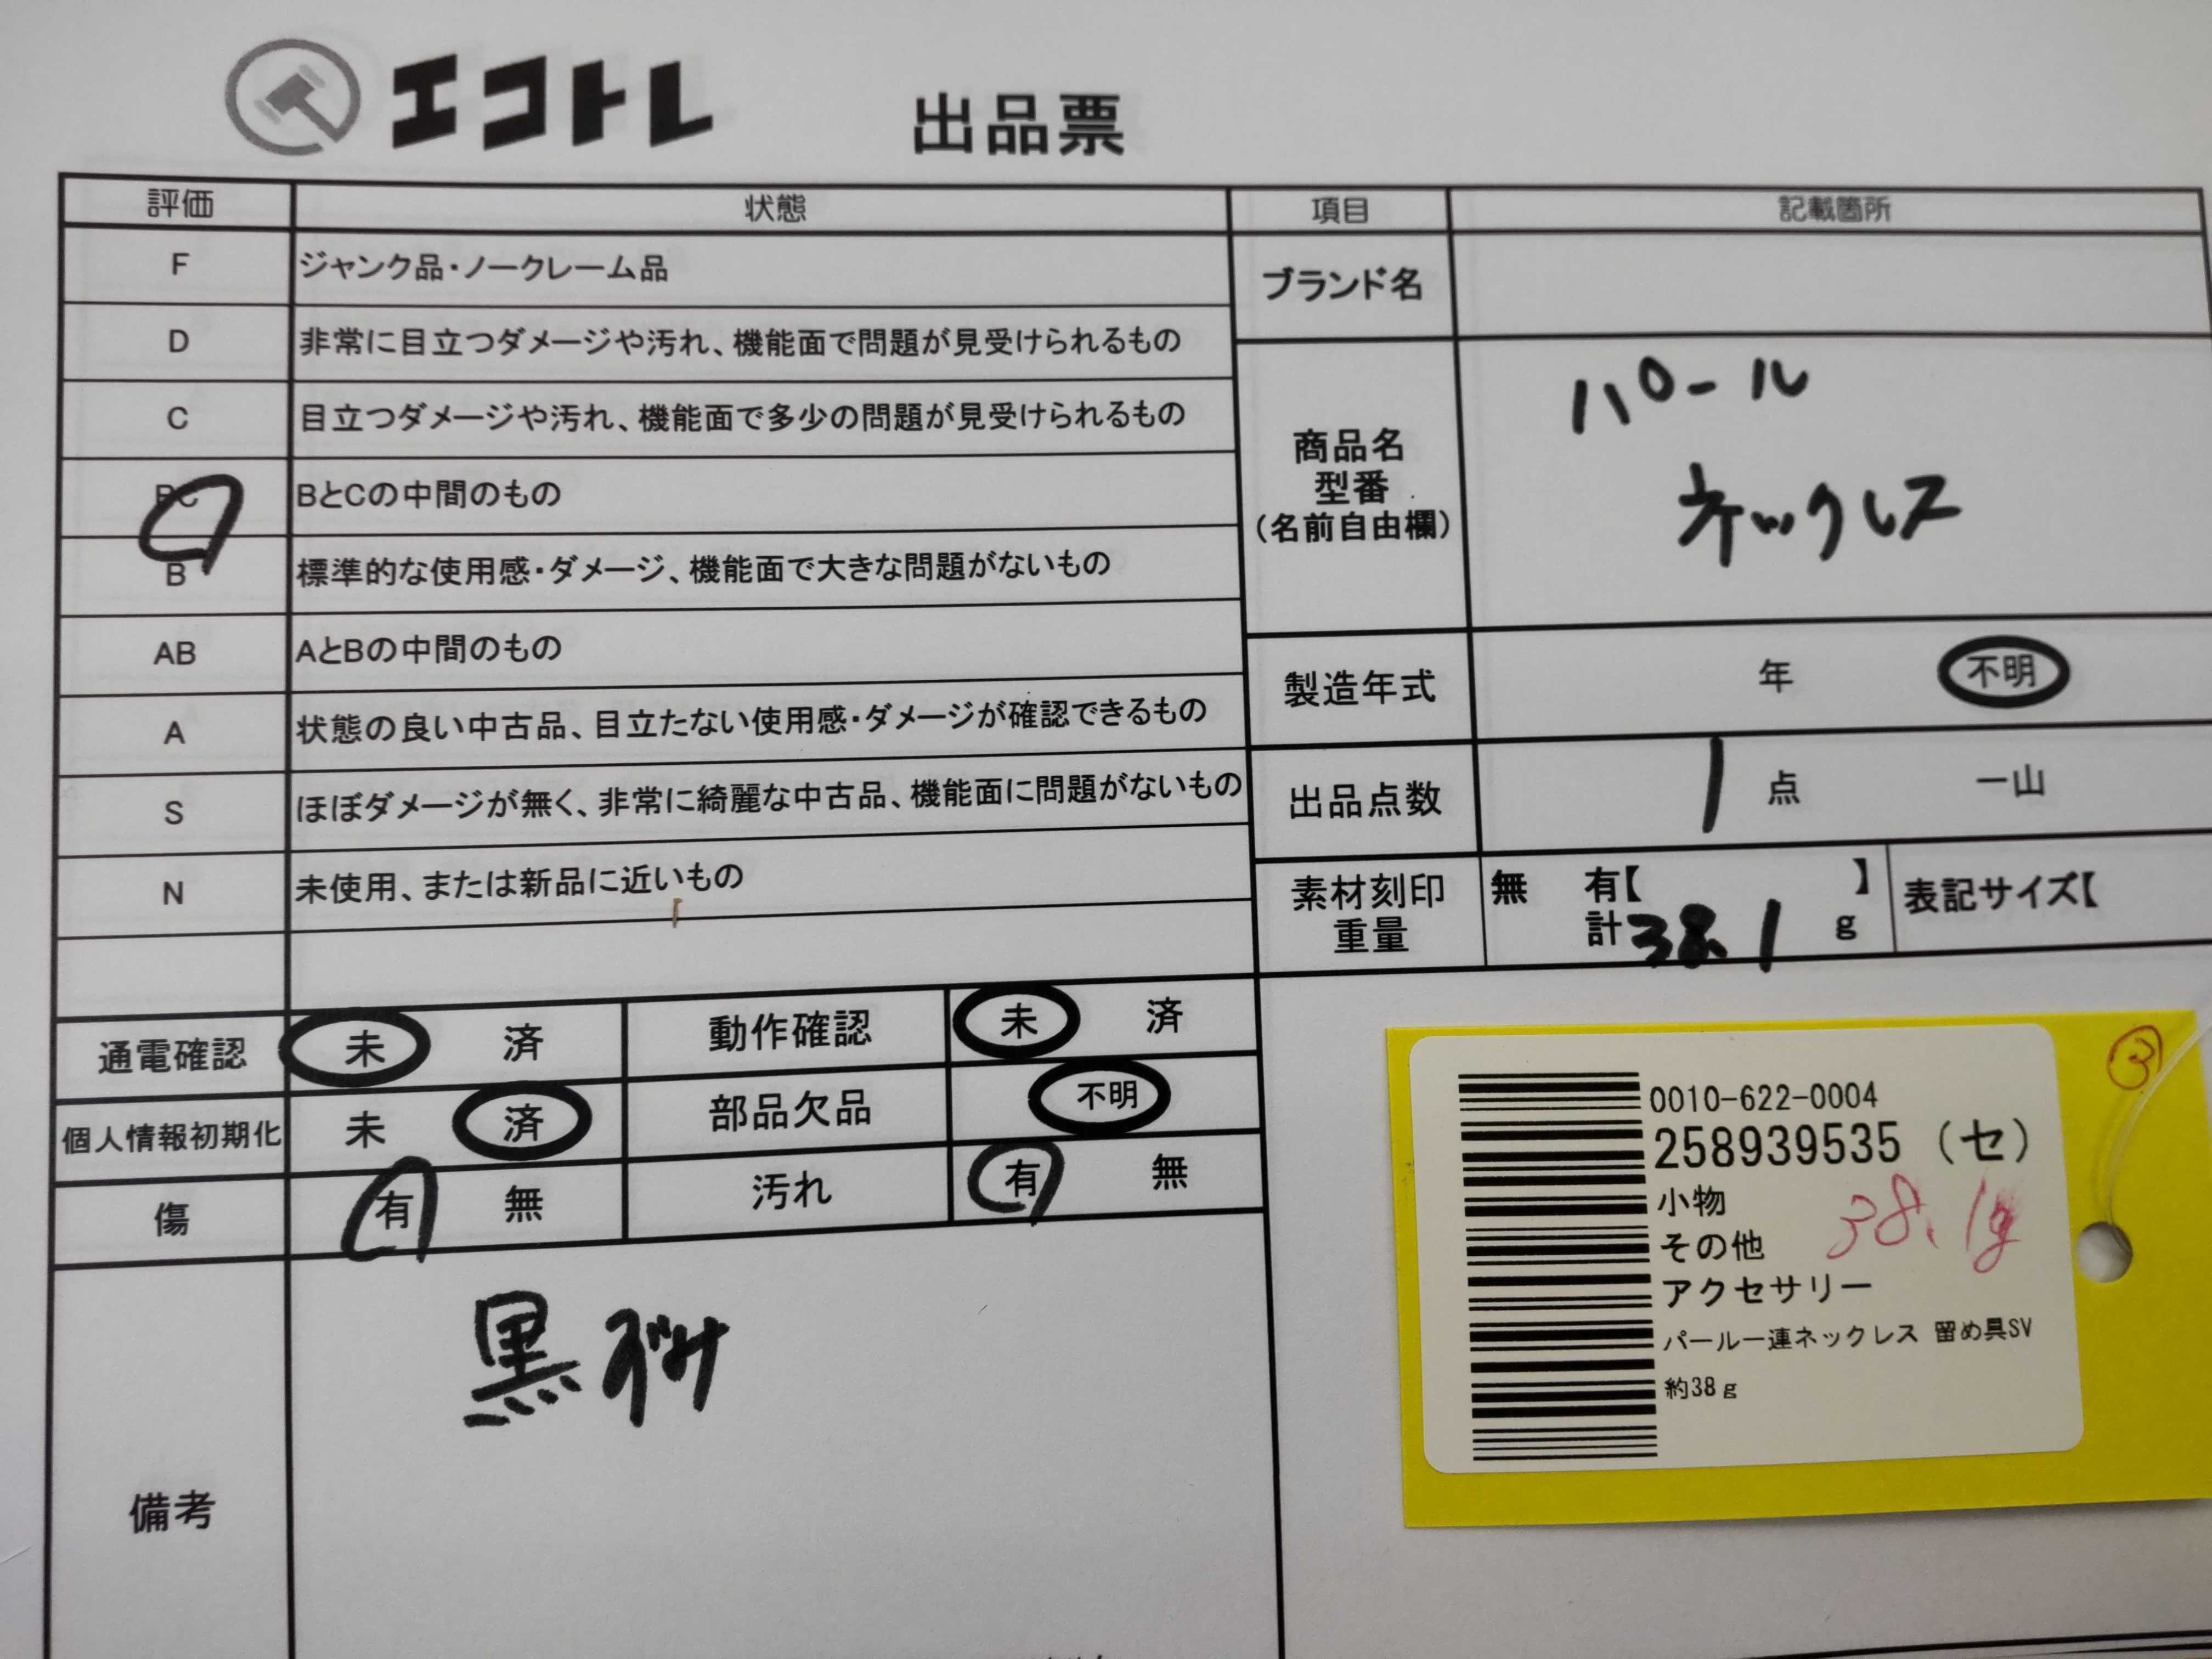 エコトレ 出品票
評価 状態
F ジャンク品・ノークレーム品
D 非常に目立つダメージや汚れ、機能面で問題が見受けられるもの
C 目立つダメージや汚れ、機能面で多少の問題が見受けられるもの
BC BとCの中間のもの
B 標準的な使用感・ダメージ、機能面で大きな問題がないもの
AB AとBの中間のもの
A 状態の良い中古品、目立たない使用感・ダメージが確認できるもの
S ほぼダメージが無く、非常に綺麗な中古品、機能面に問題がないもの
N 未使用、または新品に近いもの
通電確認 未 済 動作確認 未 済
個人情報初期化 未 済 部品欠品 不明
傷 有 無 汚れ 有 無
備考
黒ずみ
項目 記載箇所
ブランド名
商品名
型番
(名前自由欄)
パール
ネックレス
製造年式 年 不明
出品点数 1 点 一山
素材刻印 無 有【 】 表記サイズ【
重量 計 38.1 g
③
0010-622-0004
258939535 (セ)
小物
その他
38.1g
アクセサリー
パール一連ネックレス 留め具SV
約38g